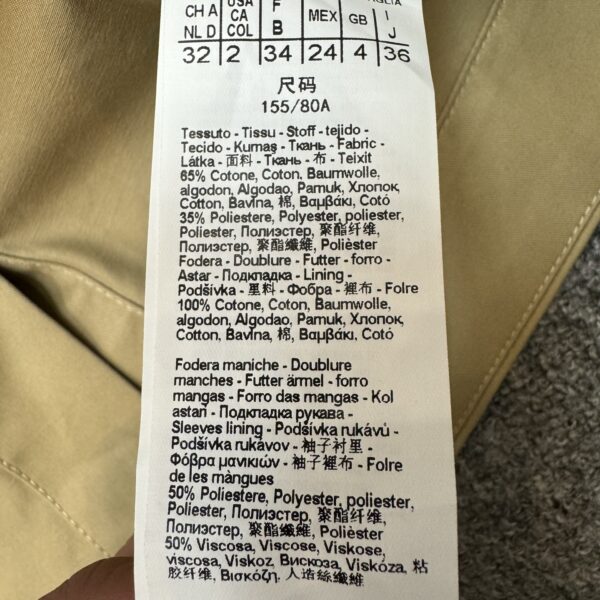 GLIA
CH A USA F MEX GB I
NL D CA B J
COL
32 2 34 24 4 36
尺码
155/80A
Tessuto - Tissu - Stoff - tejido -
Tecido - Kumaş - Ткань - Fabric -
Látka - 面料 - Ткань - 布 - Teixit
65% Cotone, Coton, Baumwolle,
algodon, Algodao, Pamuk, Хлопок,
Cotton, Bavlna, 棉, Βαμβάκι, Cotó
35% Poliestere, Polyester, poliester,
Poliester, Полиэстер, 聚酯纤维,
Полиэстер, 聚酯纖維, Polièster
Fodera - Doublure - Futter - forro -
Astar - Подкладка - Lining -
Podšívka - 里料 - Фобра - 裡布 - Folre
100% Cotone, Coton, Baumwolle,
algodon, Algodao, Pamuk, Хлопок,
Cotton, Bavlna, 棉, Βαμβάκι, Cotó
Fodera maniche - Doublure
manches - Futter ärmel - forro
mangas - Forro das mangas - Kol
astarı - Подкладка рукава -
Sleeves lining - Podšívka rukávů -
Podšívka rukávov - 袖子衬里 -
Φόβρα μανικιών - 袖子裡布 - Folre
de les màngues
50% Poliestere, Polyester, poliester,
Poliester, Полиэстер, 聚酯纤维,
Полиэстер, 聚酯纖維, Polièster
50% Viscosa, Viscose, Viskose,
viscosa, Viskoz, Вискоза, Viskóza, 粘
胶纤维, Βισκόζη, 人造絲纖維